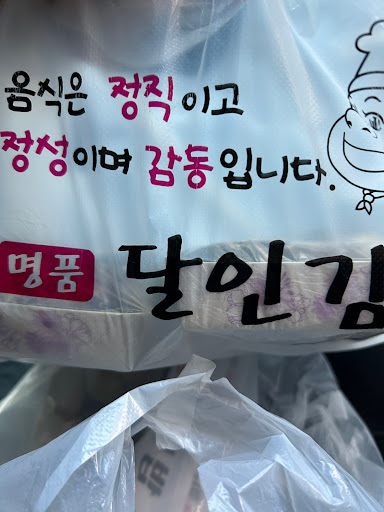 음식은 정직이고
정성이며 감동입니다.
명품 달인김